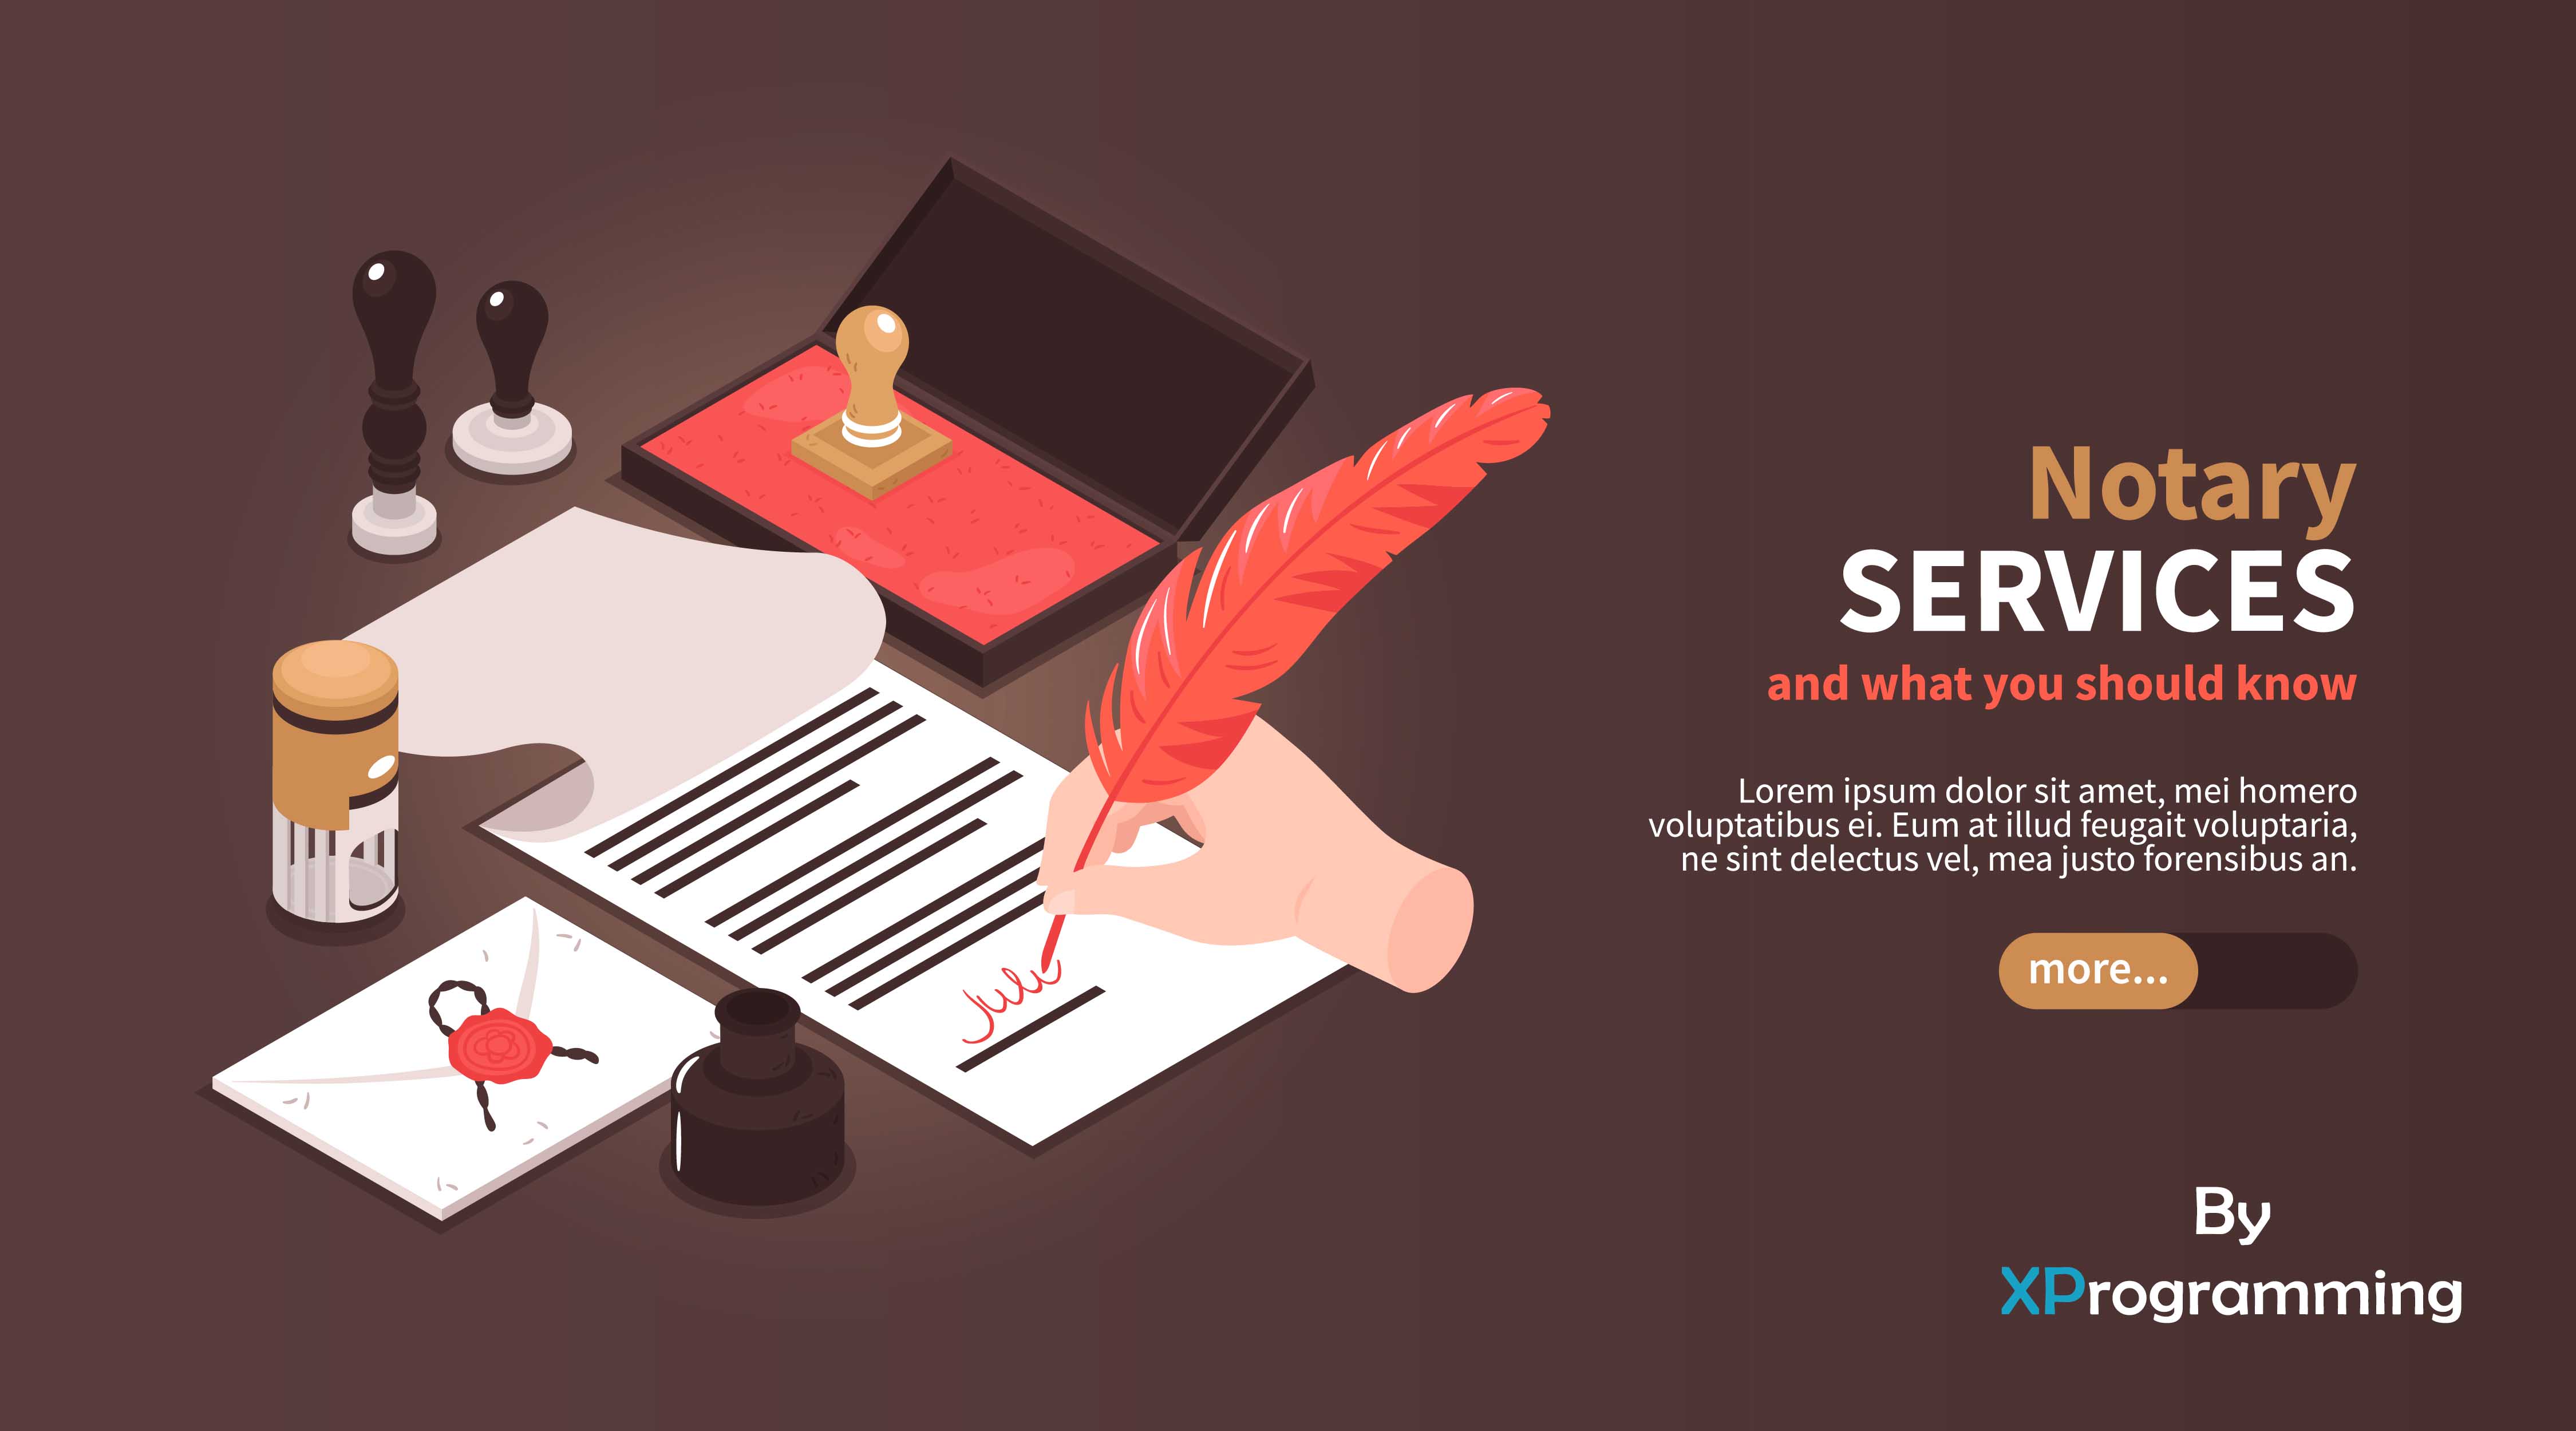 Notary
SERVICES
and what you should know
Lorem ipsum dolor sit amet, mei homero
voluptatibus ei. Eum at illud feugait voluptaria,
ne sint delectus vel, mea justo forensibus an.
more...
By
XProgramming